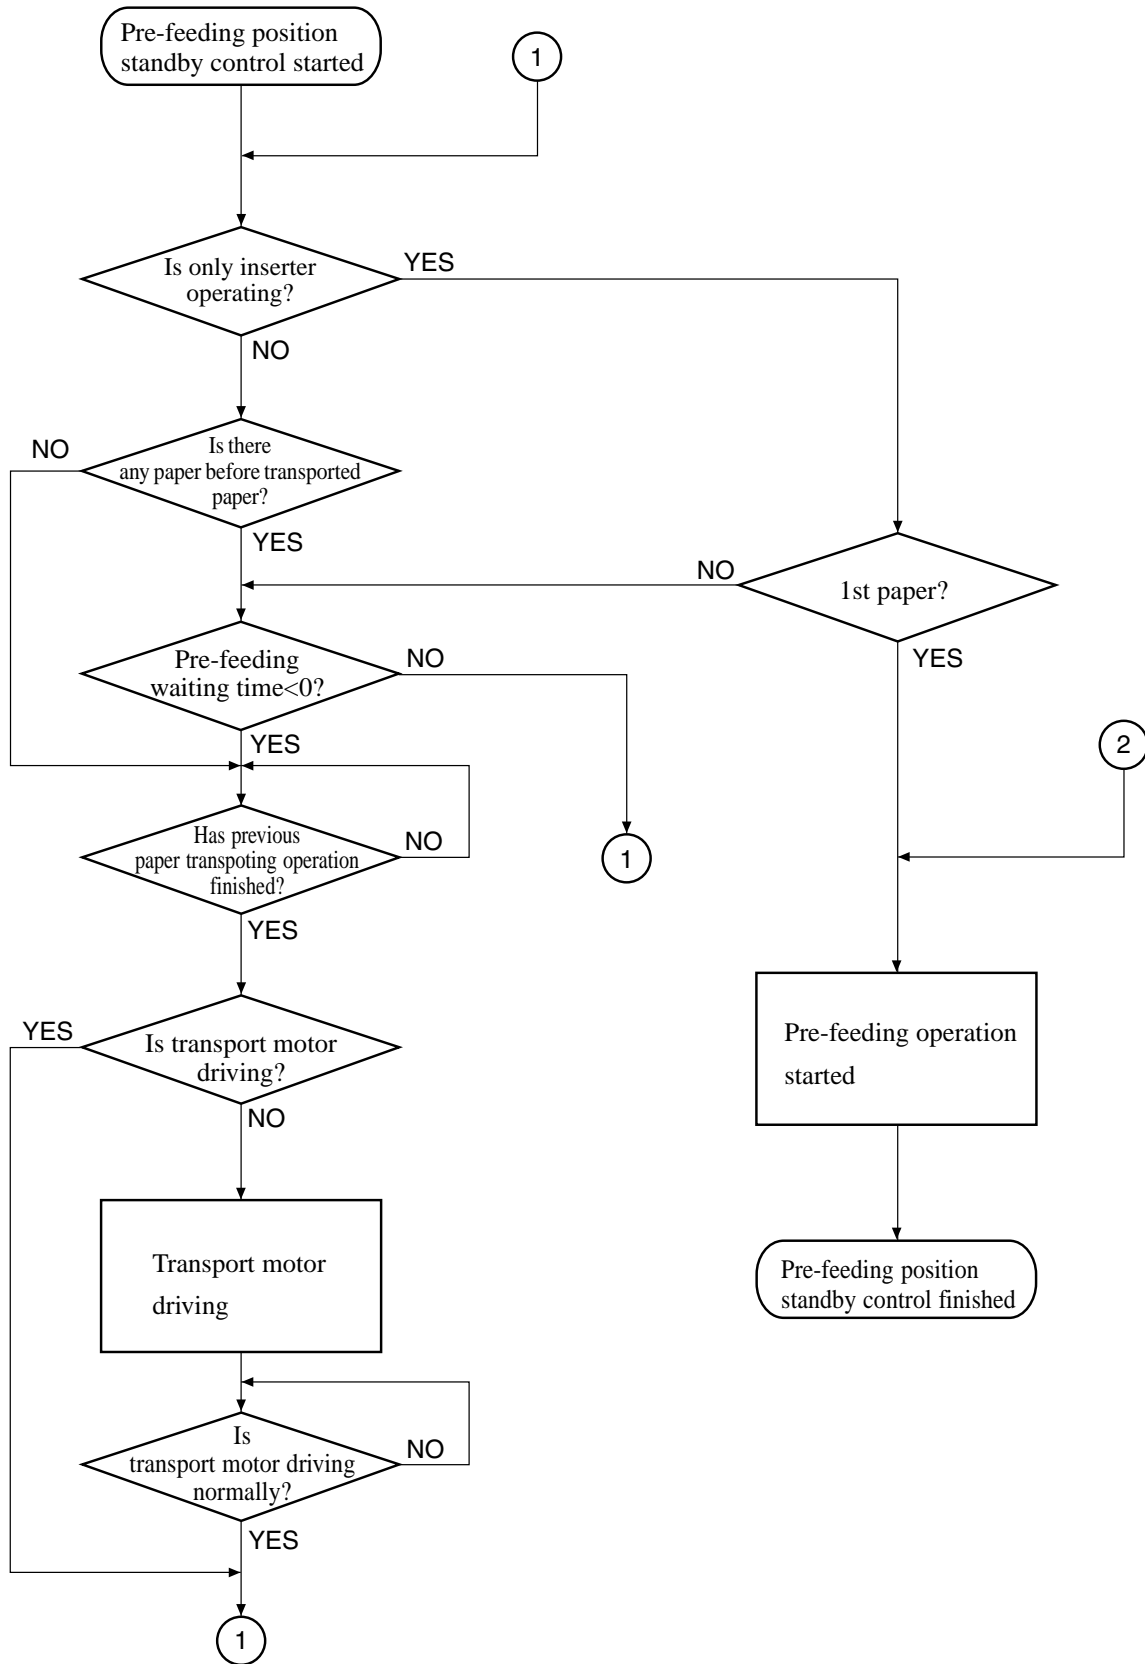 Pre-feeding position
standby control started
1
Is only inserter
operating?
YES
NO
Is there
any paper before transported
paper?
NO
YES
1st paper?
NO
YES
Pre-feeding
waiting time<0?
NO
YES
2
Has previous
paper transpoting operation
finished?
NO
1
YES
Is transport motor
driving?
YES
NO
Pre-feeding operation
started
Transport motor
driving
Pre-feeding position
standby control finished
Is
transport motor driving
normally?
NO
YES
1